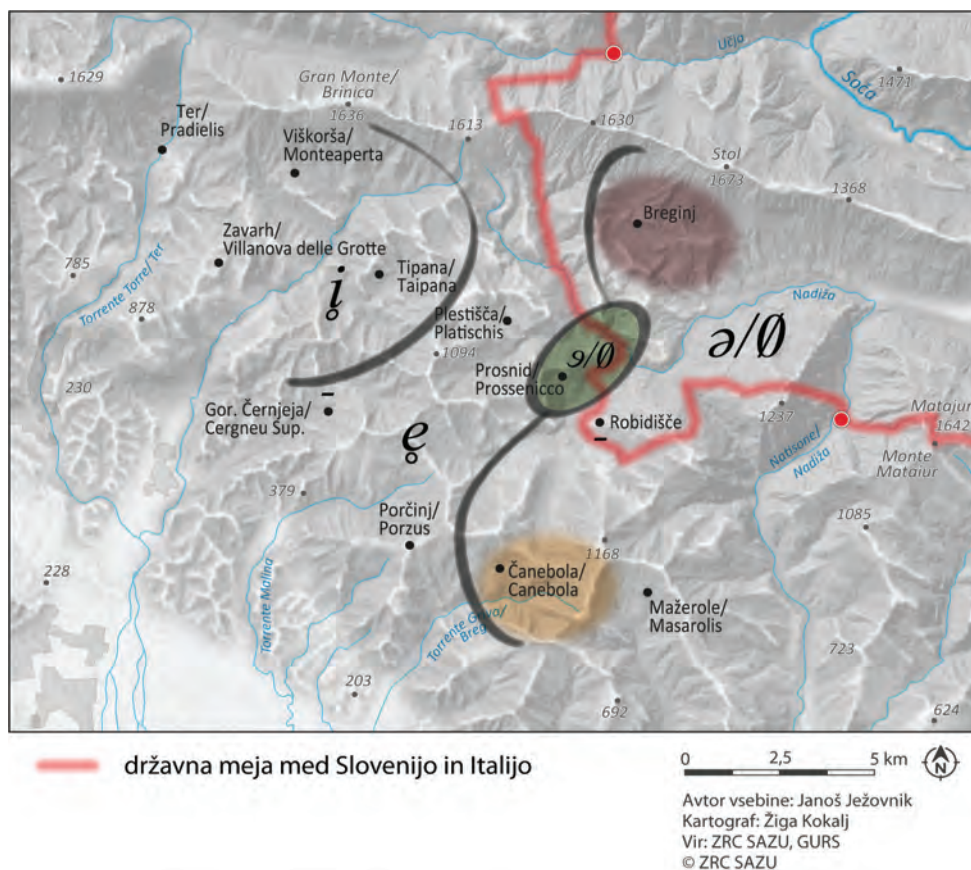 1629
Gran Monte/
Brinica
1636
Učja
1471
Soča
Ter/
Pradielis
Viškorša/
Monteaperta
1613
1630
Stol
1673
1368
Breginj
Zavarh/
Villanova delle Grotte
785
878
Torrente Torre/Ter
i̥
Tipana/
Taipana
Plestišča/
Platischis
1094
Nadiža
ə/Ø
ə/Ø
Prosnid/
Prossenicco
230
Gor. Černjeja/
Cergneu Sup.
–
e̥
Robidišče
–
1237
Natisone/
Nadiža
Matajur
1642
Monte
Mataiur
379
Torrente Malina
Porčinj/
Porzus
1168
1085
228
Čanebola/
Canebola
Mažerole/
Masarolis
723
203
692
624
državna meja med Slovenijo in Italijo
0 2,5 5 km
N
Avtor vsebine: Janoš Ježovnik
Kartograf: Žiga Kokalj
Vir: ZRC SAZU, GURS
© ZRC SAZU